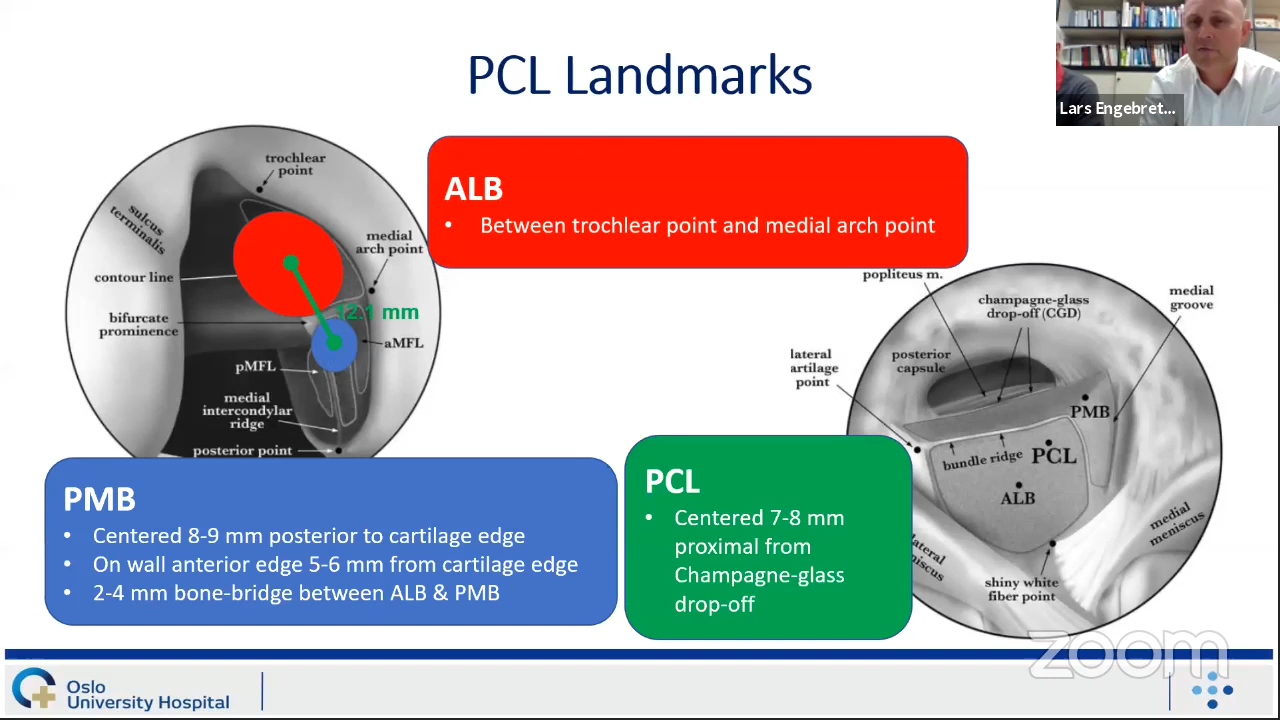 PCL Landmarks
Lars Engebret...
ALB
• Between trochlear point and medial arch point
trochlear
point
sulcus
terminalis
medial
arch point
contour line
bifurcate
prominence
12.1 mm
aMFL
pMFL
medial
intercondylar
ridge
posterior point
popliteus m.
champagne-glass
drop-off (CGD)
medial
groove
lateral
artilage
point
posterior
capsule
PMB
bundle ridge
PCL
ALB
medial
meniscus
lateral
niscus
shiny white
fiber point
PMB
• Centered 8-9 mm posterior to cartilage edge
• On wall anterior edge 5-6 mm from cartilage edge
• 2-4 mm bone-bridge between ALB & PMB
PCL
• Centered 7-8 mm
proximal from
Champagne-glass
drop-off
zoom
Oslo
University Hospital